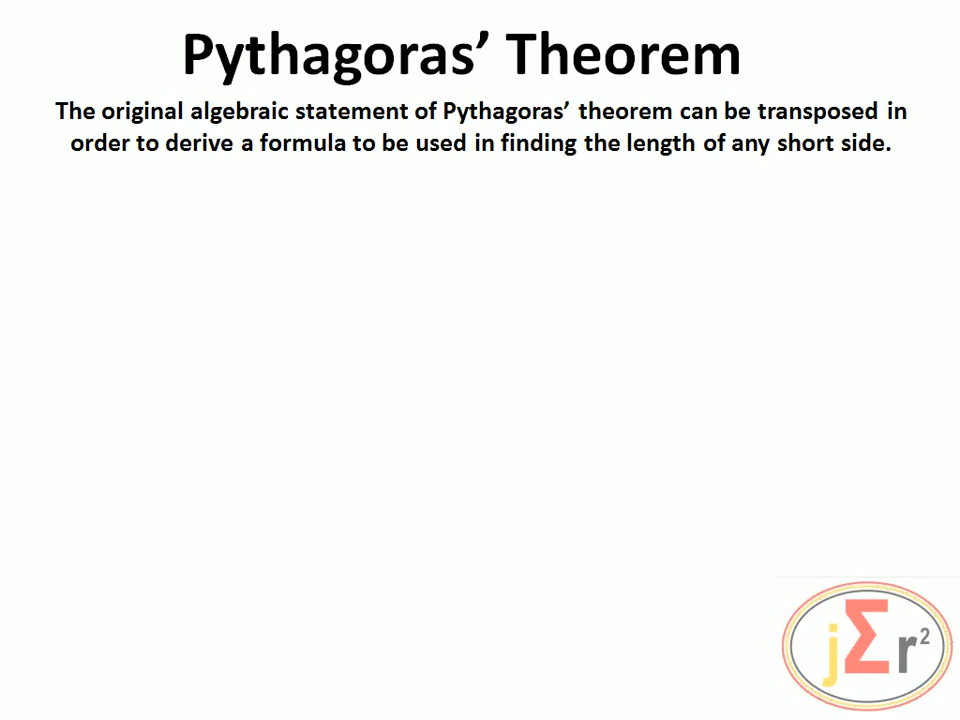 Pythagoras’ Theorem
The original algebraic statement of Pythagoras’ theorem can be transposed in
order to derive a formula to be used in finding the length of any short side.
jΣr²